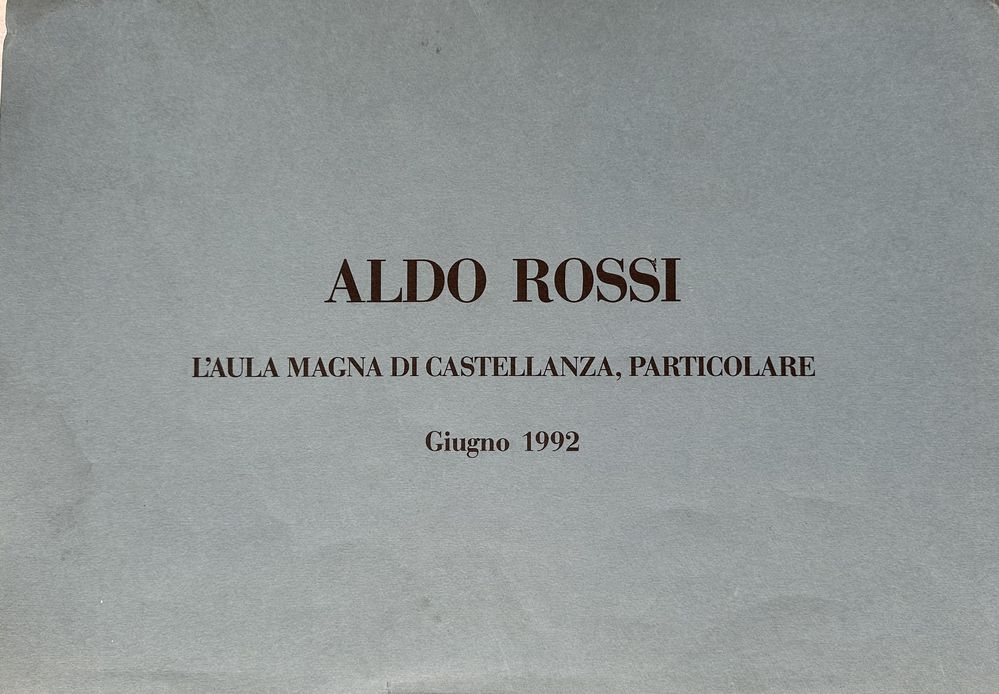 ALDO ROSSI
L'AULA MAGNA DI CASTELLANZA, PARTICOLARE
Giugno 1992